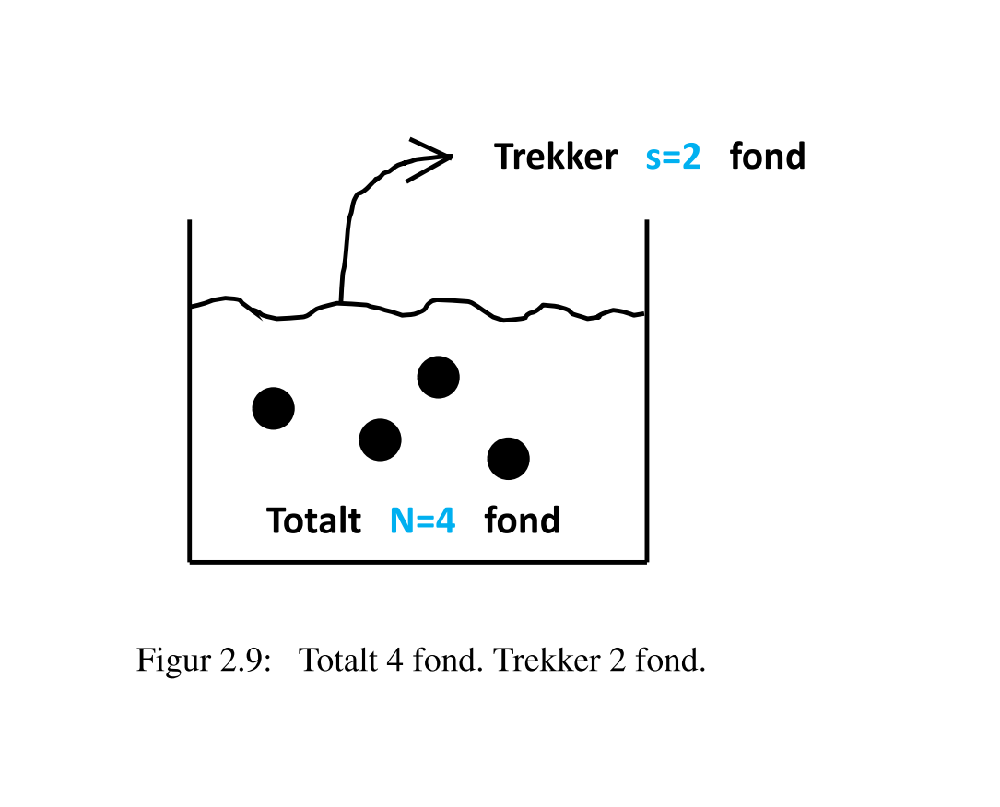 Trekker s=2 fond
Totalt N=4 fond
Figur 2.9: Totalt 4 fond. Trekker 2 fond.